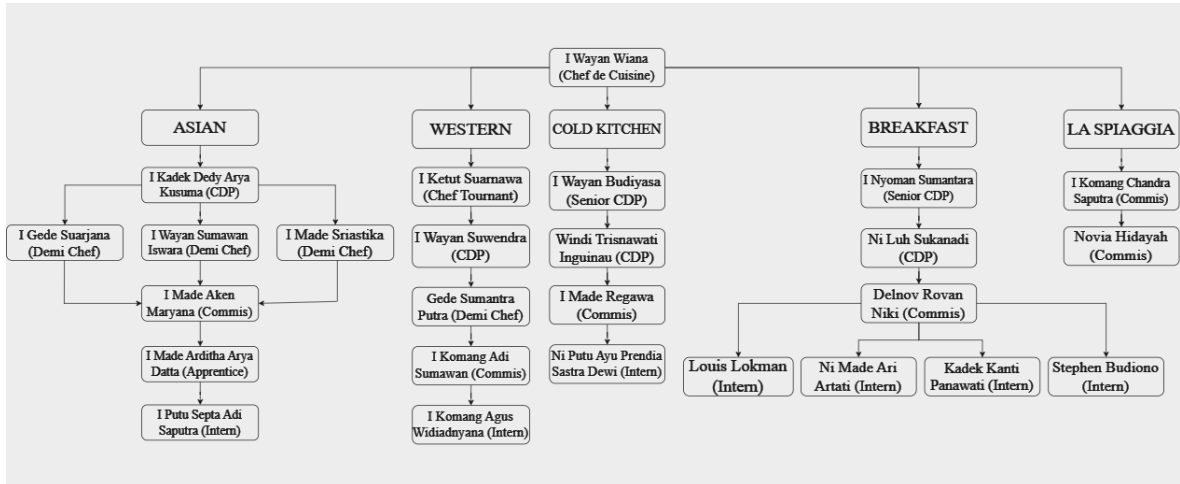 I Wayan Wiana
(Chef de Cuisine)
ASIAN
I Kadek Dedy Arya
Kusuma (CDP)
I Gede Suarjana
(Demi Chef)
I Wayan Sumawan
Iswara (Demi Chef)
I Made Sriastika
(Demi Chef)
I Made Aken
Maryana (Commis)
I Made Arditha Arya
Datta (Apprentice)
I Putu Septa Adi
Saputra (Intern)
WESTERN
I Ketut Suarnawa
(Chef Tournant)
I Wayan Suwendra
(CDP)
Gede Sumantra
Putra (Demi Chef)
I Komang Adi
Sumawan (Commis)
I Komang Agus
Widiadnyana (Intern)
COLD KITCHEN
I Wayan Budiyasa
(Senior CDP)
Windi Trisnawati
Inguinau (CDP)
I Made Regawa
(Commis)
Ni Putu Ayu Prendia
Sastra Dewi (Intern)
BREAKFAST
I Nyoman Sumantara
(Senior CDP)
Ni Luh Sukanadi
(CDP)
Delnov Rovan
Niki (Commis)
Louis Lokman
(Intern)
Ni Made Ari
Artati (Intern)
Kadek Kanti
Panawati (Intern)
Stephen Budiono
(Intern)
LA SPIAGGIA
I Komang Chandra
Saputra (Commis)
Novia Hidayah
(Commis)